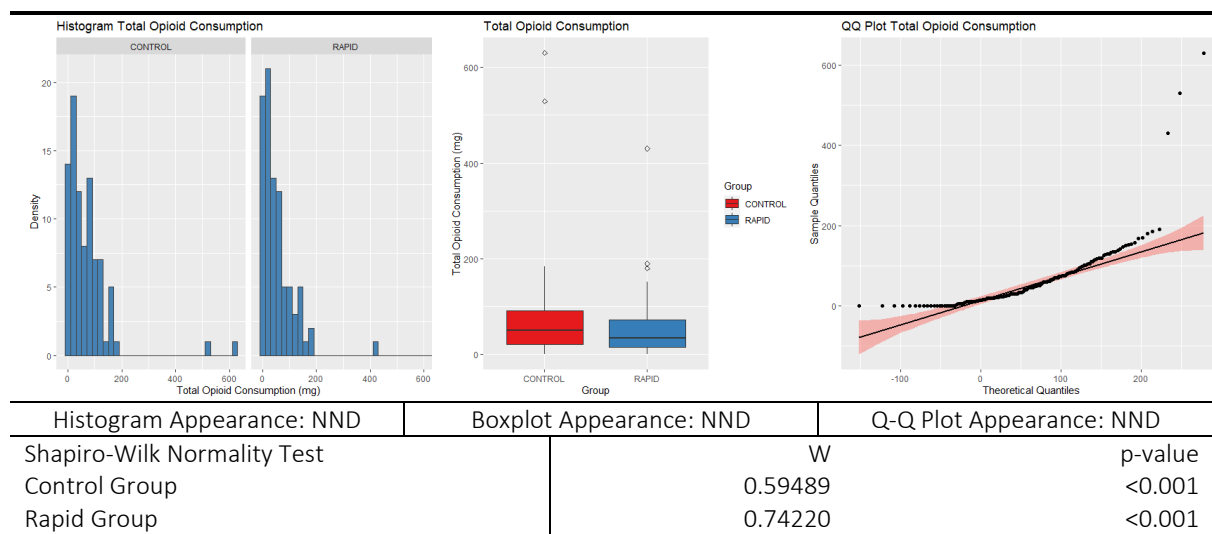 Histogram Total Opioid Consumption
CONTROL
RAPID
20
15
10
5
0
Density
0
200
400
600
0
200
400
600
Total Opioid Consumption (mg)
Total Opioid Consumption
600
400
200
0
Total Opioid Consumption (mg)
CONTROL
RAPID
Group
Group
CONTROL
RAPID
QQ Plot Total Opioid Consumption
600
400
200
0
Sample Quantiles
-100
0
100
200
Theoretical Quantiles
Histogram Appearance: NND
Boxplot Appearance: NND
Q-Q Plot Appearance: NND
Shapiro-Wilk Normality Test W p-value
Control Group 0.59489 <0.001
Rapid Group 0.74220 <0.001